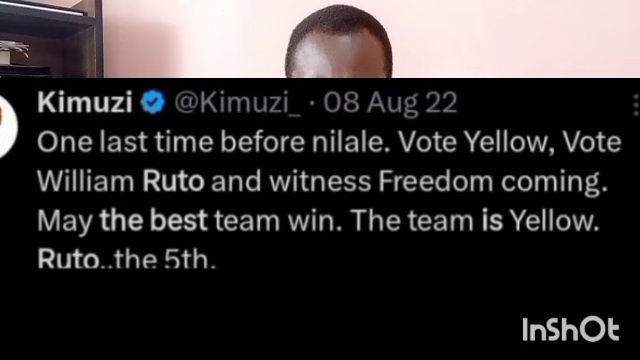 Kimuzi @Kimuzi_ · 08 Aug 22
One last time before nilale. Vote Yellow, Vote
William Ruto and witness Freedom coming.
May the best team win. The team is Yellow.
Ruto..the 5th.
InShOt